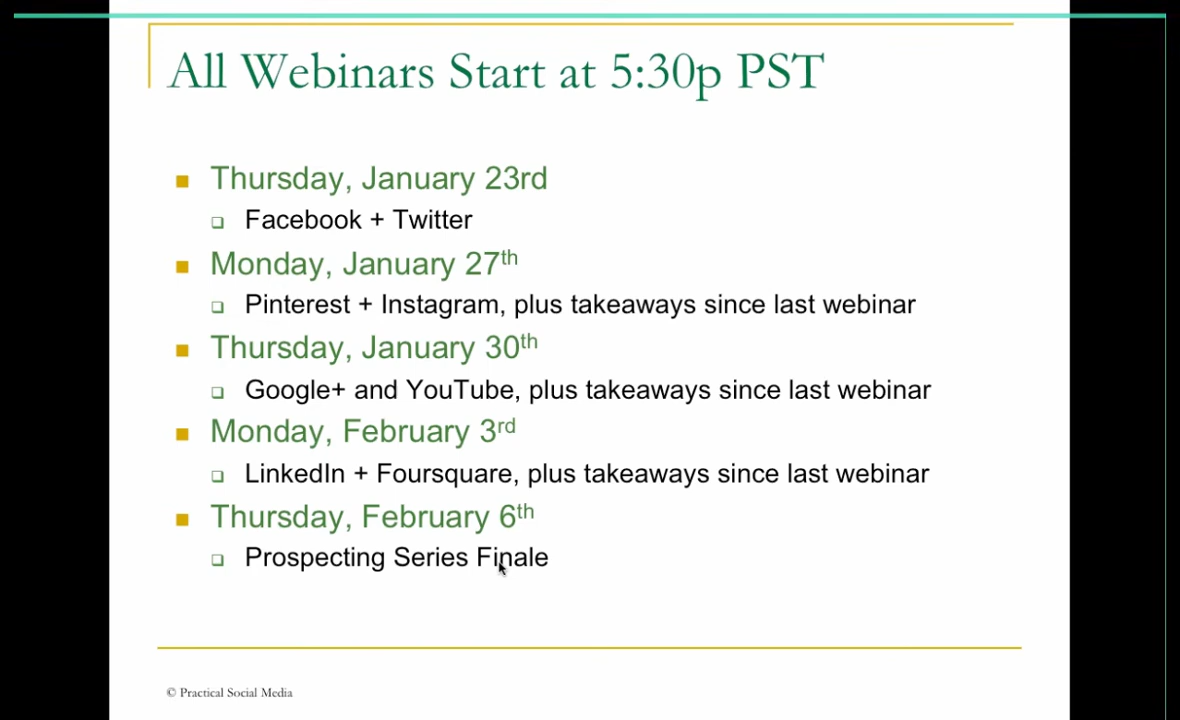 All Webinars Start at 5:30p PST
Thursday, January 23rd
Facebook + Twitter
Monday, January 27th
Pinterest + Instagram, plus takeaways since last webinar
Thursday, January 30th
Google+ and YouTube, plus takeaways since last webinar
Monday, February 3rd
LinkedIn + Foursquare, plus takeaways since last webinar
Thursday, February 6th
Prospecting Series Finale
© Practical Social Media